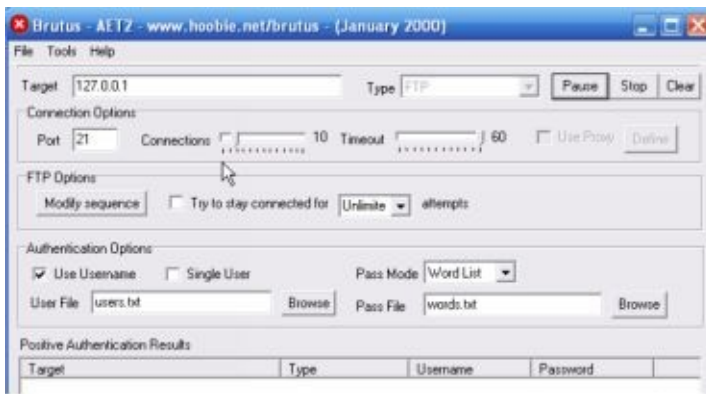 Brutus - AET2 - www.hoobie.net/brutus - (January 2000)
File Tools Help
Target 127.0.0.1 Type FTP Pause Stop Clear
Connection Options
Port 21 Connections 10 Timeout 60 Use Proxy Define
FTP Options
Modify sequence Try to stay connected for Unlimite attempts
Authentication Options
Use Username Single User Pass Mode Word List
User File users.txt Browse Pass File words.txt Browse
Positive Authentication Results
Target Type Username Password